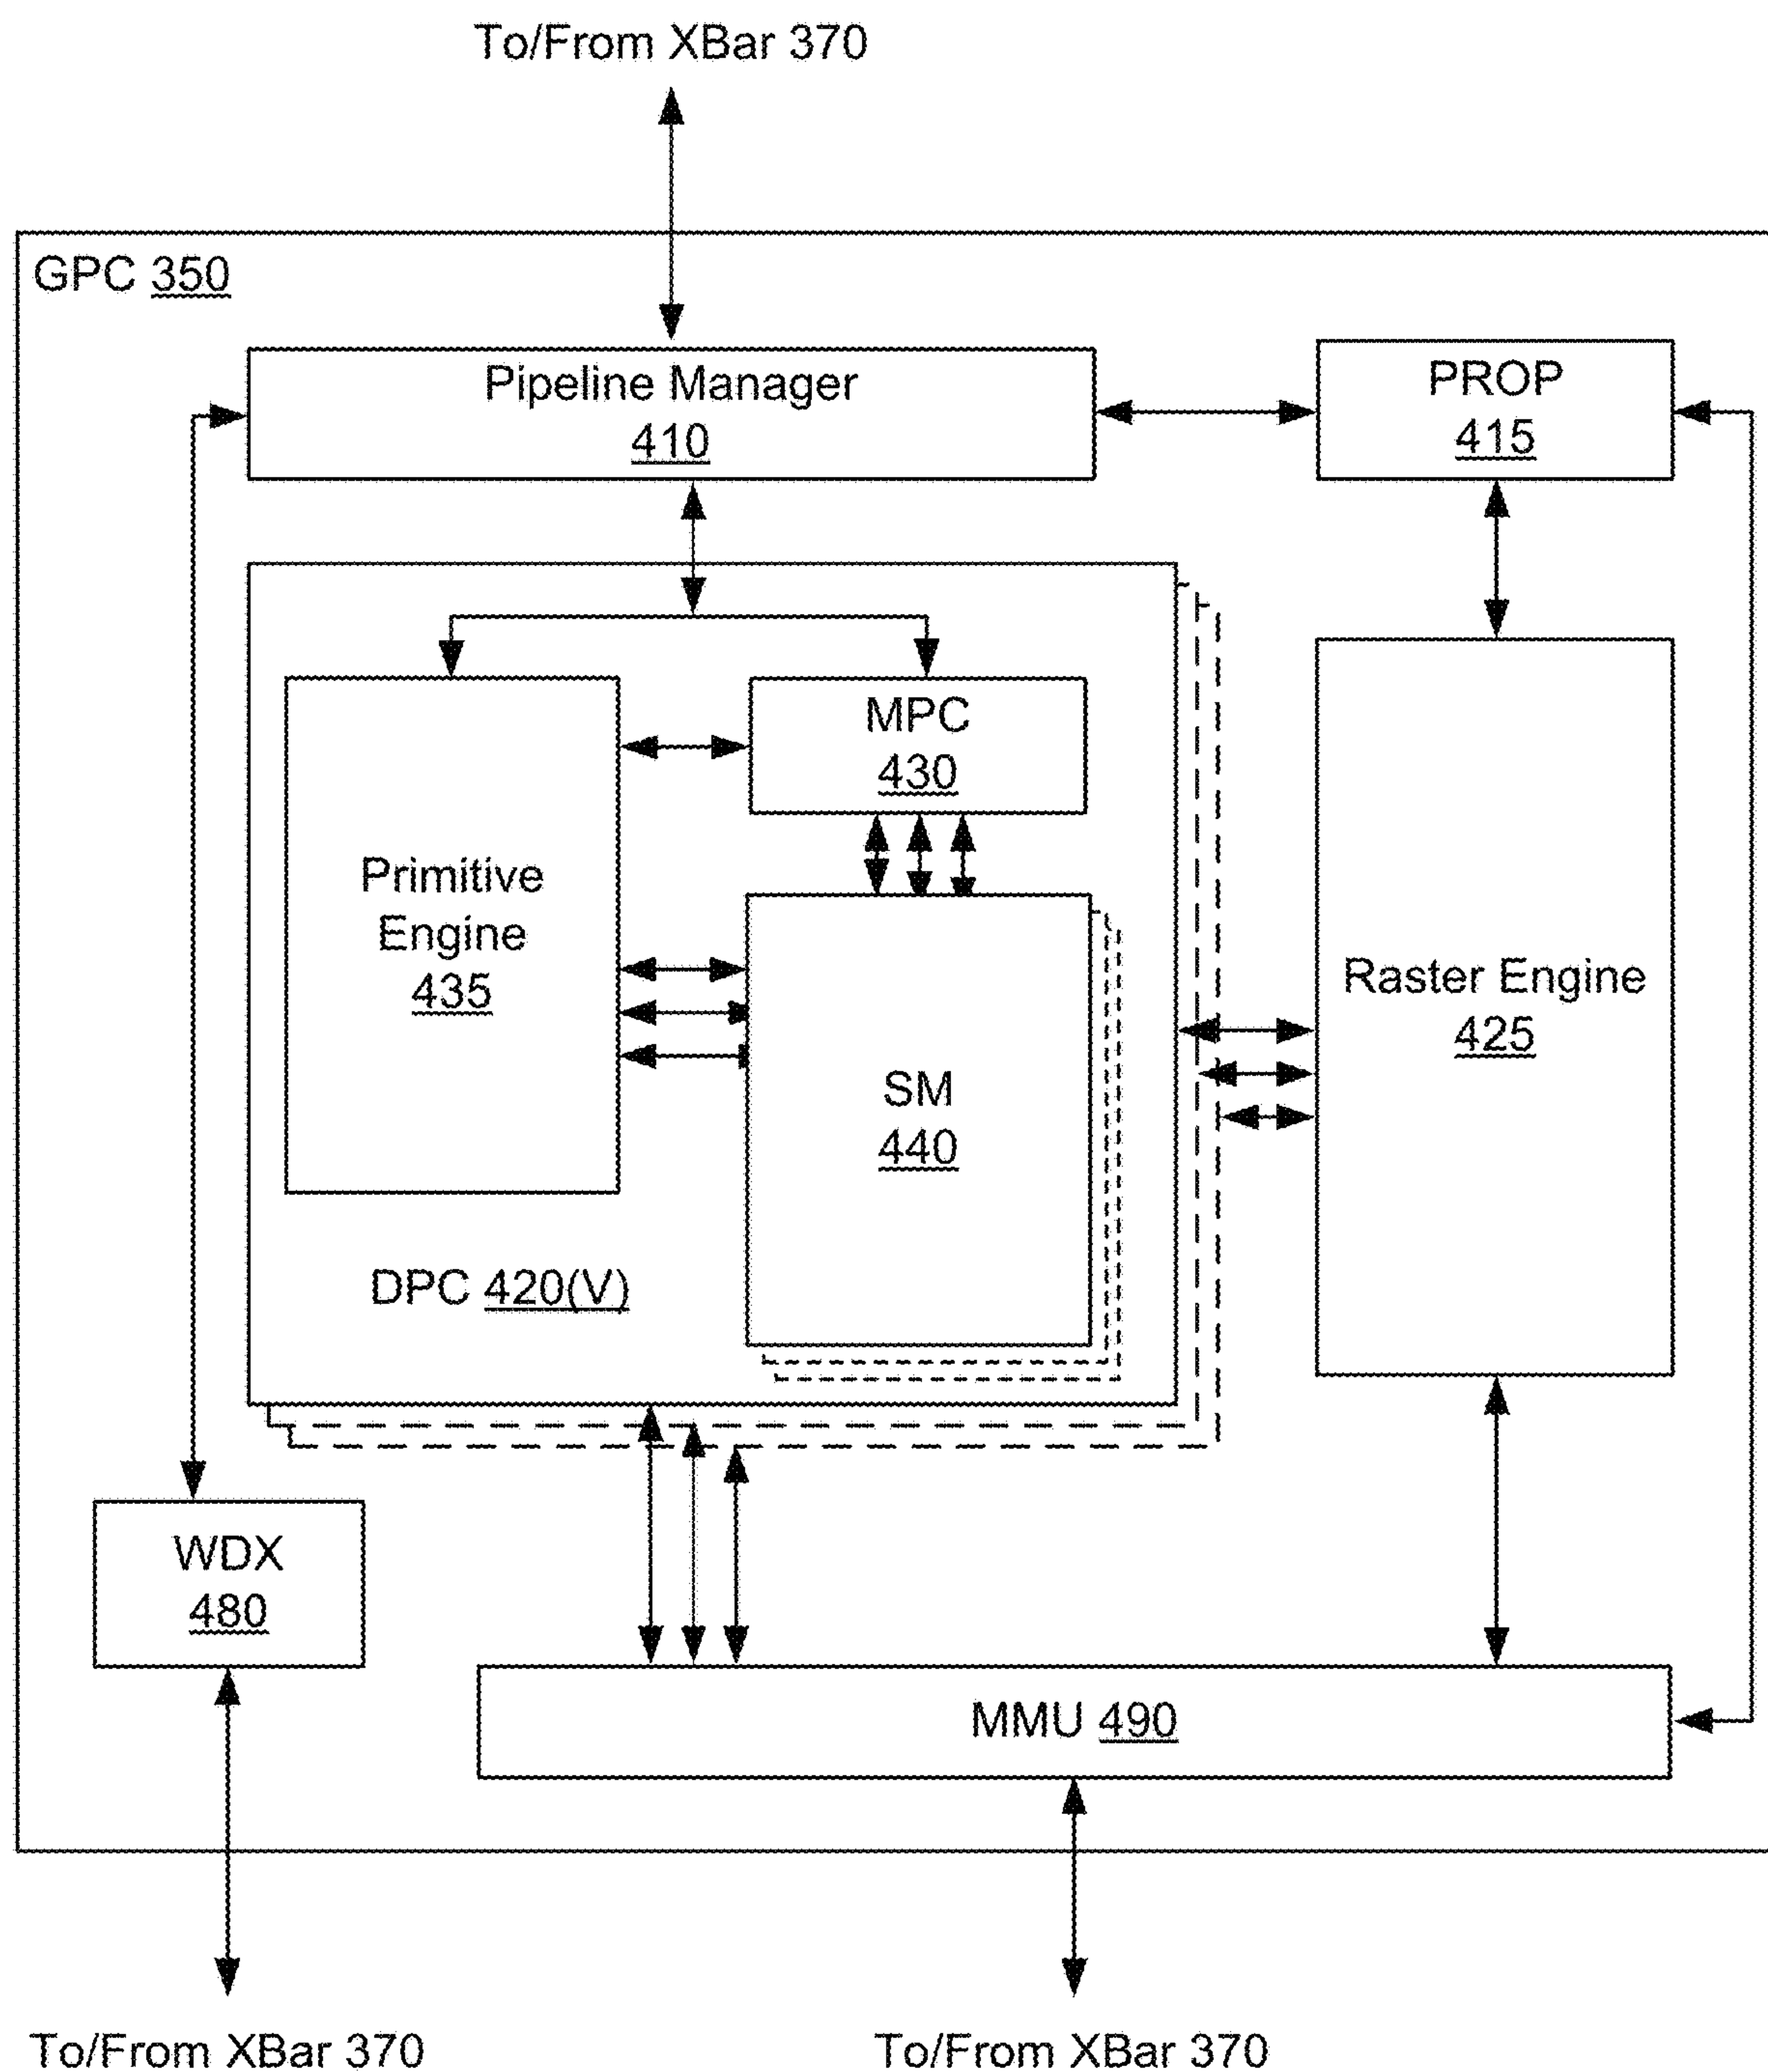 To/From XBar 370
GPC 350
Pipeline Manager
410
PROP
415
MPC
430
Primitive
Engine
435
Raster Engine
425
SM
440
DPC 420(V)
WDX
480
MMU 490
To/From XBar 370
To/From XBar 370